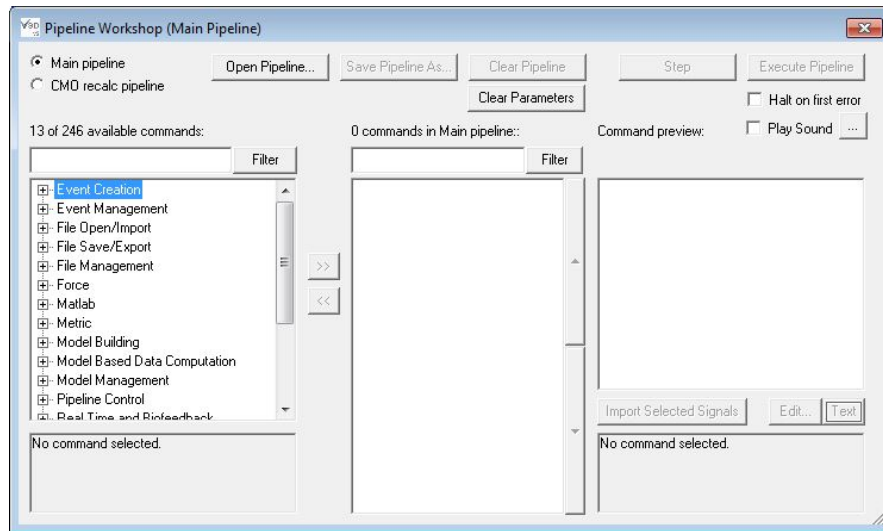 Pipeline Workshop (Main Pipeline)
Main pipeline
CMO recalc pipeline
Open Pipeline...
Save Pipeline As...
Clear Pipeline
Step
Execute Pipeline
Clear Parameters
Halt on first error
13 of 246 available commands:
0 commands in Main pipeline::
Command preview:
Play Sound
...
Filter
Filter
Event Creation
Event Management
File Open/Import
File Save/Export
File Management
Force
Matlab
Metric
Model Building
Model Based Data Computation
Model Management
Pipeline Control
Real Time and Biofeedback
>>
<<
Import Selected Signals
Edit...
Text
No command selected.
No command selected.